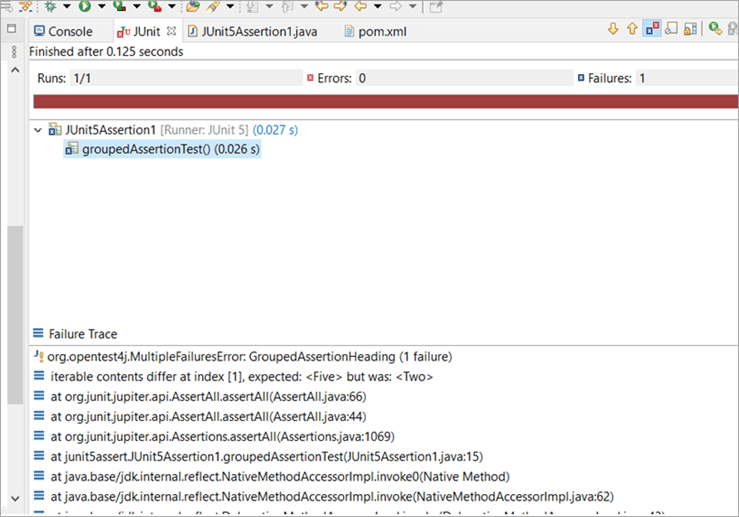 Console JUnit JUnit5Assertion1.java pom.xml
Finished after 0.125 seconds
Runs: 1/1 Errors: 0 Failures: 1
JUnit5Assertion1 [Runner: JUnit 5] (0.027 s)
groupedAssertionTest() (0.026 s)
Failure Trace
org.opentest4j.MultipleFailuresError: GroupedAssertionHeading (1 failure)
iterable contents differ at index [1], expected: <Five> but was: <Two>
at org.junit.jupiter.api.AssertAll.assertAll(AssertAll.java:66)
at org.junit.jupiter.api.AssertAll.assertAll(AssertAll.java:44)
at org.junit.jupiter.api.Assertions.assertAll(Assertions.java:1069)
at junit5assert.JUnit5Assertion1.groupedAssertionTest(JUnit5Assertion1.java:15)
at java.base/jdk.internal.reflect.NativeMethodAccessorImpl.invoke0(Native Method)
at java.base/jdk.internal.reflect.NativeMethodAccessorImpl.invoke(NativeMethodAccessorImpl.java:62)